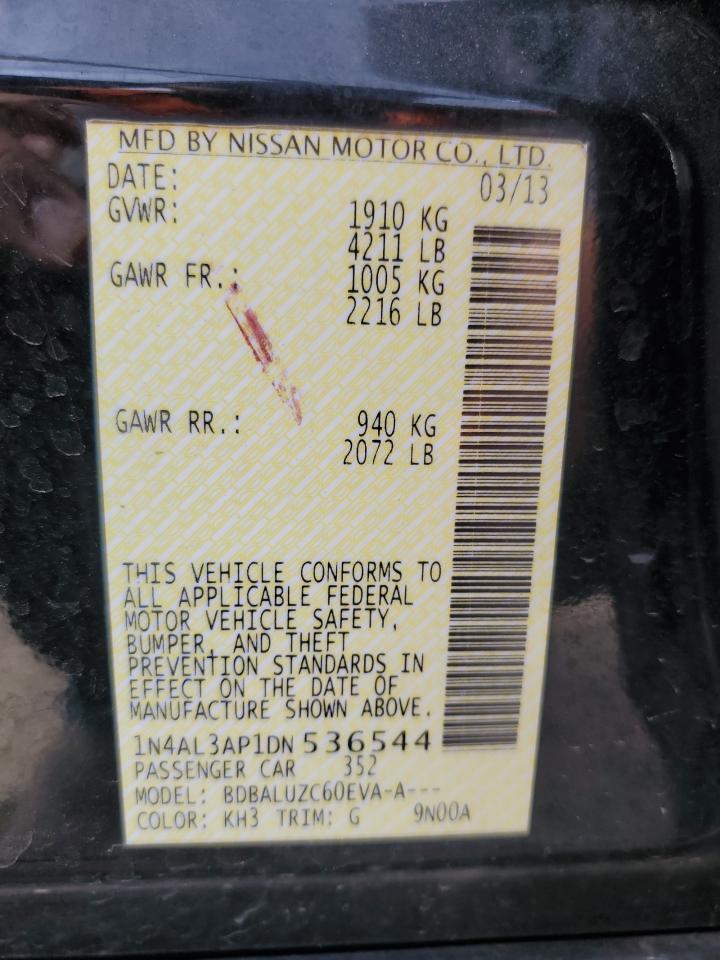 MFD BY NISSAN MOTOR CO., LTD.
DATE: 03/13
GVWR: 1910 KG
4211 LB
GAWR FR.: 1005 KG
2216 LB
GAWR RR.: 940 KG
2072 LB
THIS VEHICLE CONFORMS TO
ALL APPLICABLE FEDERAL
MOTOR VEHICLE SAFETY,
BUMPER, AND THEFT
PREVENTION STANDARDS IN
EFFECT ON THE DATE OF
MANUFACTURE SHOWN ABOVE.
1N4AL3AP1DN 536544
PASSENGER CAR 352
MODEL: BDBALUZC60EVA-A---
COLOR: KH3 TRIM: G 9N00A